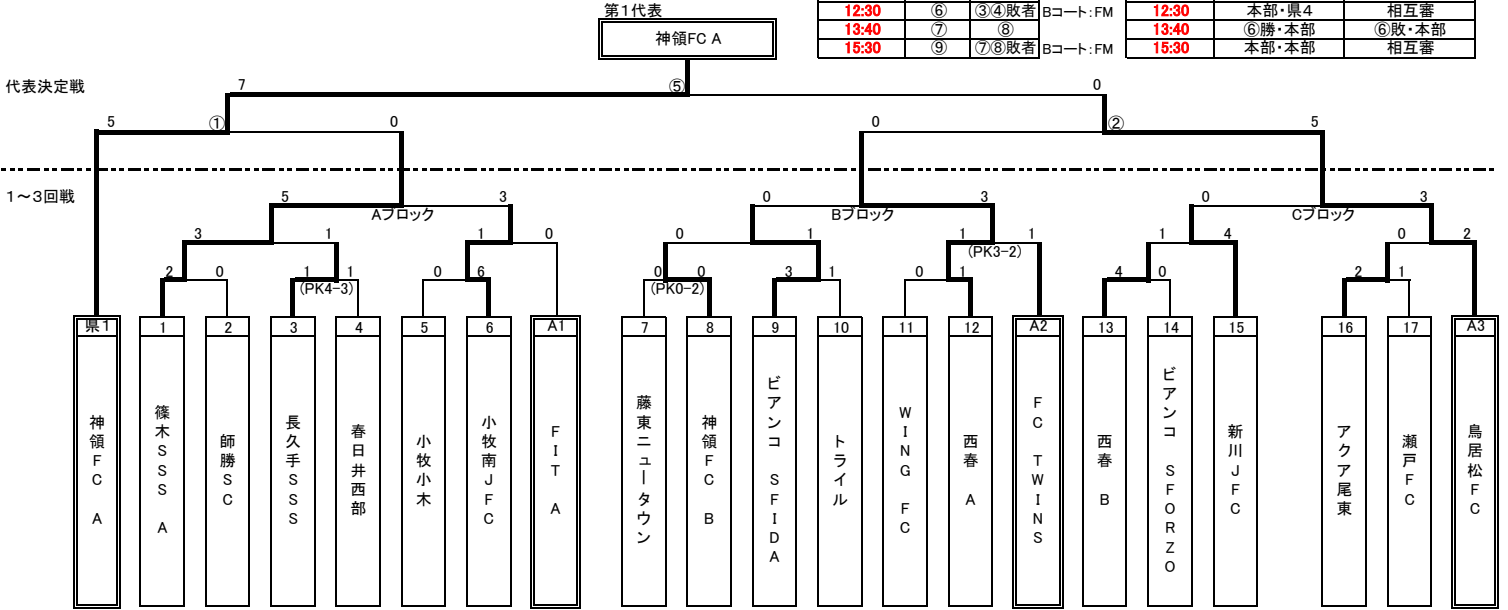 第1代表
神領FC A
12:30 ⑥ ③④敗者 Bコート:FM 12:30 本部・県4 相互審
13:40 ⑦ ⑧ 13:40 ⑥勝・本部 ⑥敗・本部
15:30 ⑨ ⑦⑧敗者 Bコート:FM 15:30 本部・本部 相互審
代表決定戦
7 ⑤ 0
5 ① 0 0 ② 5
1~3回戦
5 3 0 3 0 3
Aブロック Bブロック Cブロック
3 1 1 0 0 1 1 1 1 4 0 2
(PK3-2)
2 0 1 1 0 6 0 0 3 1 0 1 4 0 2 1
(PK4-3) (PK0-2)
県1 1 2 3 4 5 6 A1 7 8 9 10 11 12 A2 13 14 15 16 17 A3
神領FC A
篠木SSS A
師勝SC
長久手SSS
春日井西部
小牧小木
小牧南JFC
FIT A
藤東ニュータウン
神領FC B
ビアンコ SFIDA
トライル
WING FC
西春 A
FC TWINS
西春 B
ビアンコ SFORZO
新川JFC
アクア尾東
瀬戸FC
鳥居松FC